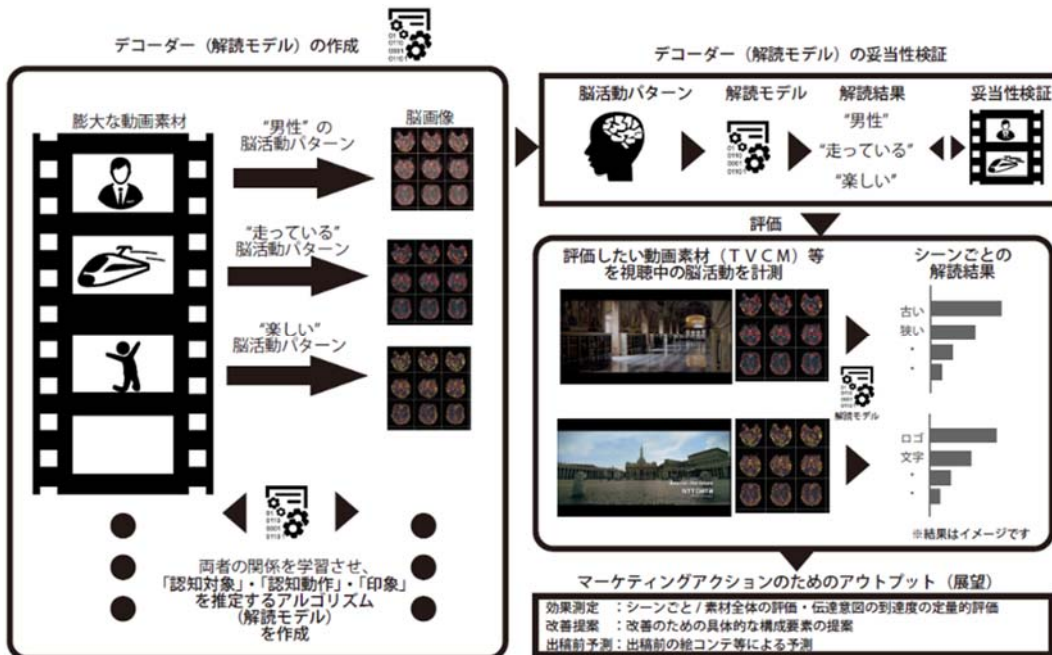 デコーダー（解読モデル）の作成
膨大な動画素材
“男性”の
脳活動パターン
脳画像
“走っている”
脳活動パターン
“楽しい”
脳活動パターン
両者の関係を学習させ、
「認知対象」・「認知動作」・「印象」
を推定するアルゴリズム
（解読モデル）
を作成
デコーダー（解読モデル）の妥当性検証
脳活動パターン
解読モデル
解読結果
妥当性検証
“男性”
“走っている”
“楽しい”
評価
評価したい動画素材（ＴＶＣＭ）等
を視聴中の脳活動を計測
シーンごとの
解読結果
古い
狭い
・
・
解読モデル
NTT DATA
ロゴ
文字
・
・
※結果はイメージです
マーケティングアクションのためのアウトプット（展望）
効果測定　：シーンごと / 素材全体の評価・伝達意図の到達度の定量的評価
改善提案　：改善のための具体的な構成要素の提案
出稿前予測：出稿前の絵コンテ等による予測